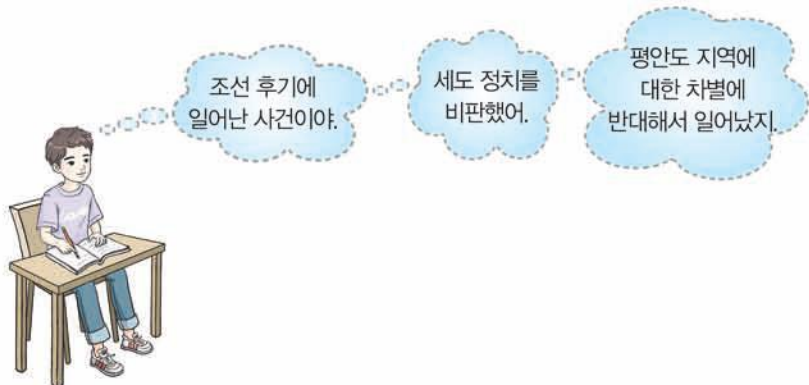 조선 후기에
일어난 사건이야.
세도 정치를
비판했어.
평안도 지역에
대한 차별에
반대해서 일어났지.